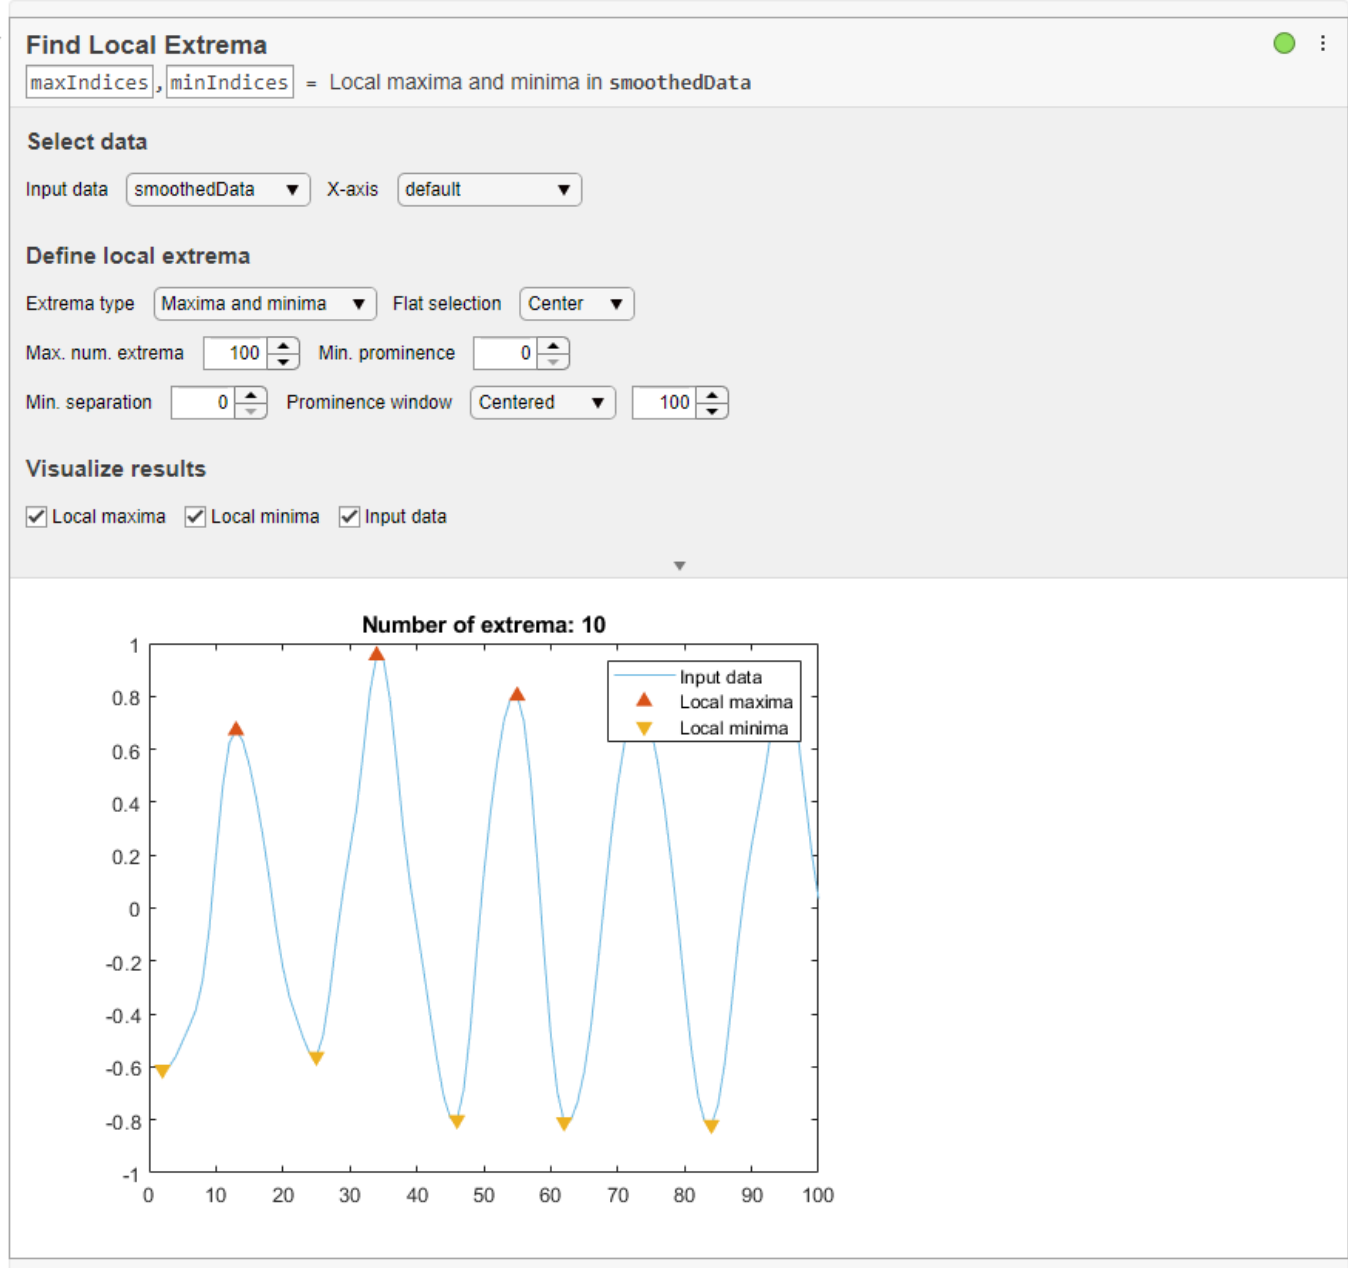 Find Local Extrema
maxIndices , minIndices = Local maxima and minima in smoothedData
Select data
Input data smoothedData X-axis default
Define local extrema
Extrema type Maxima and minima Flat selection Center
Max. num. extrema 100 Min. prominence 0
Min. separation 0 Prominence window Centered 100
Visualize results
Local maxima Local minima Input data
Number of extrema: 10
1
0.8
0.6
0.4
0.2
0
-0.2
-0.4
-0.6
-0.8
-1
Input data
Local maxima
Local minima
0 10 20 30 40 50 60 70 80 90 100